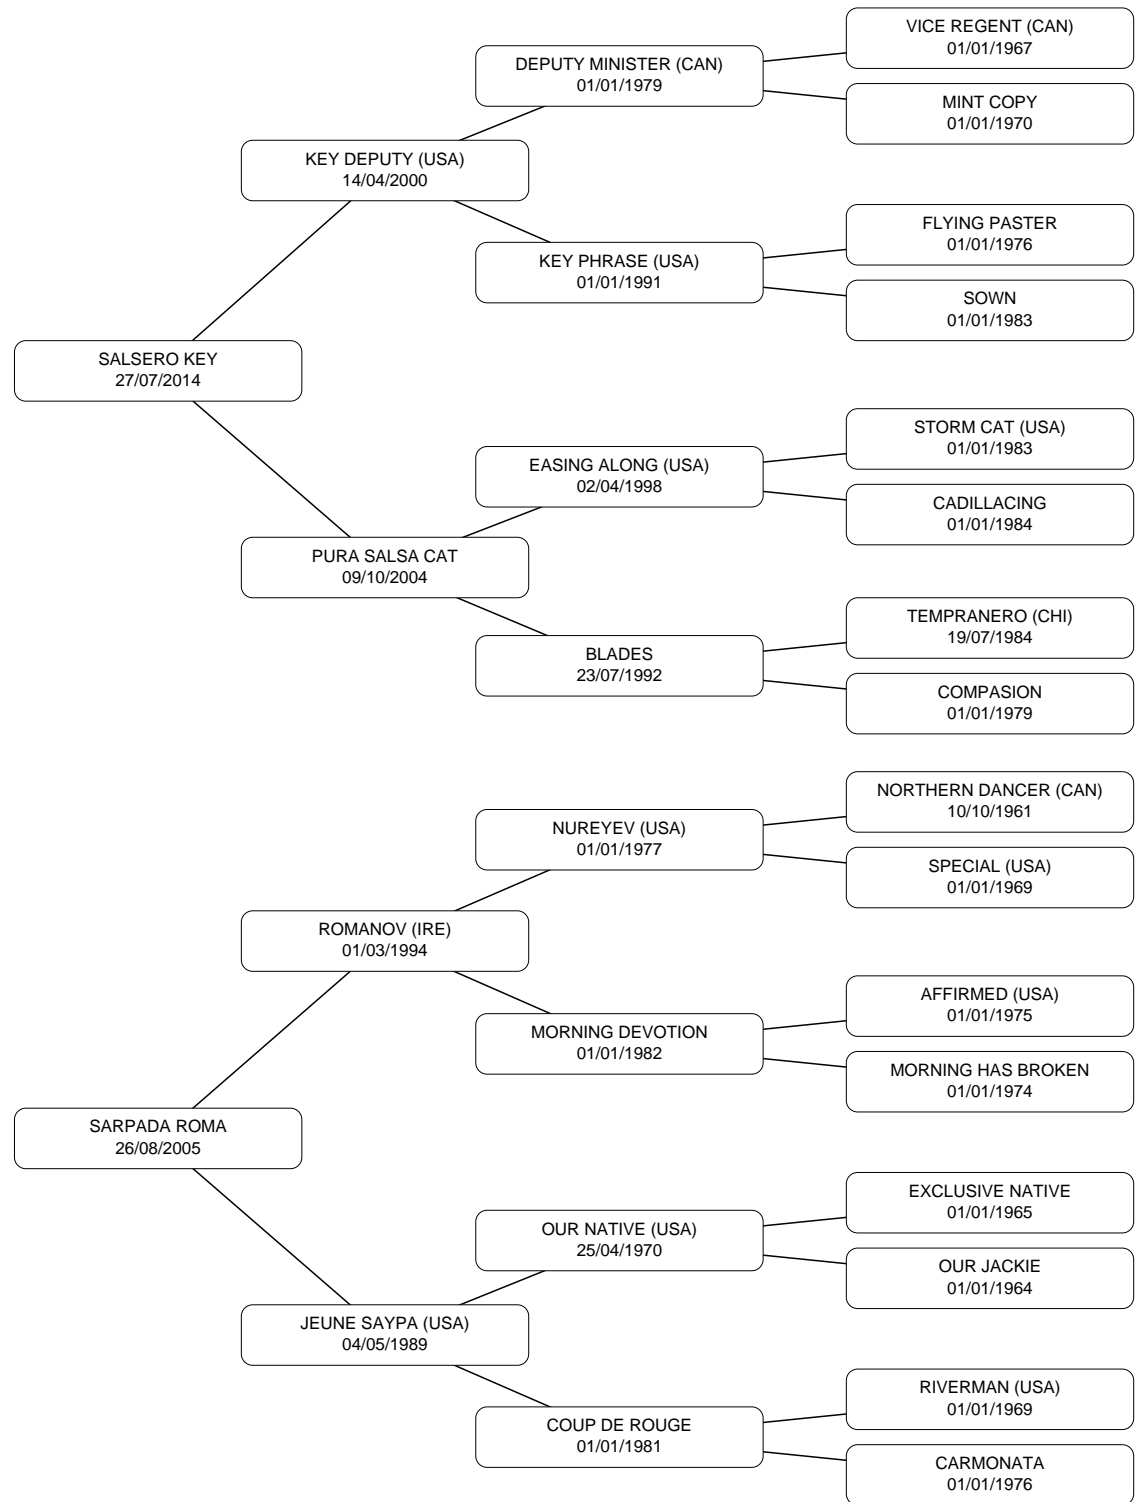 VICE REGENT (CAN)
01/01/1967
DEPUTY MINISTER (CAN)
01/01/1979
MINT COPY
01/01/1970
KEY DEPUTY (USA)
14/04/2000
FLYING PASTER
01/01/1976
KEY PHRASE (USA)
01/01/1991
SOWN
01/01/1983
SALSERO KEY
27/07/2014
STORM CAT (USA)
01/01/1983
EASING ALONG (USA)
02/04/1998
CADILLACING
01/01/1984
PURA SALSA CAT
09/10/2004
TEMPRANERO (CHI)
19/07/1984
BLADES
23/07/1992
COMPASION
01/01/1979
NORTHERN DANCER (CAN)
10/10/1961
NUREYEV (USA)
01/01/1977
SPECIAL (USA)
01/01/1969
ROMANOV (IRE)
01/03/1994
AFFIRMED (USA)
01/01/1975
MORNING DEVOTION
01/01/1982
MORNING HAS BROKEN
01/01/1974
SARPADA ROMA
26/08/2005
EXCLUSIVE NATIVE
01/01/1965
OUR NATIVE (USA)
25/04/1970
OUR JACKIE
01/01/1964
JEUNE SAYPA (USA)
04/05/1989
RIVERMAN (USA)
01/01/1969
COUP DE ROUGE
01/01/1981
CARMONATA
01/01/1976